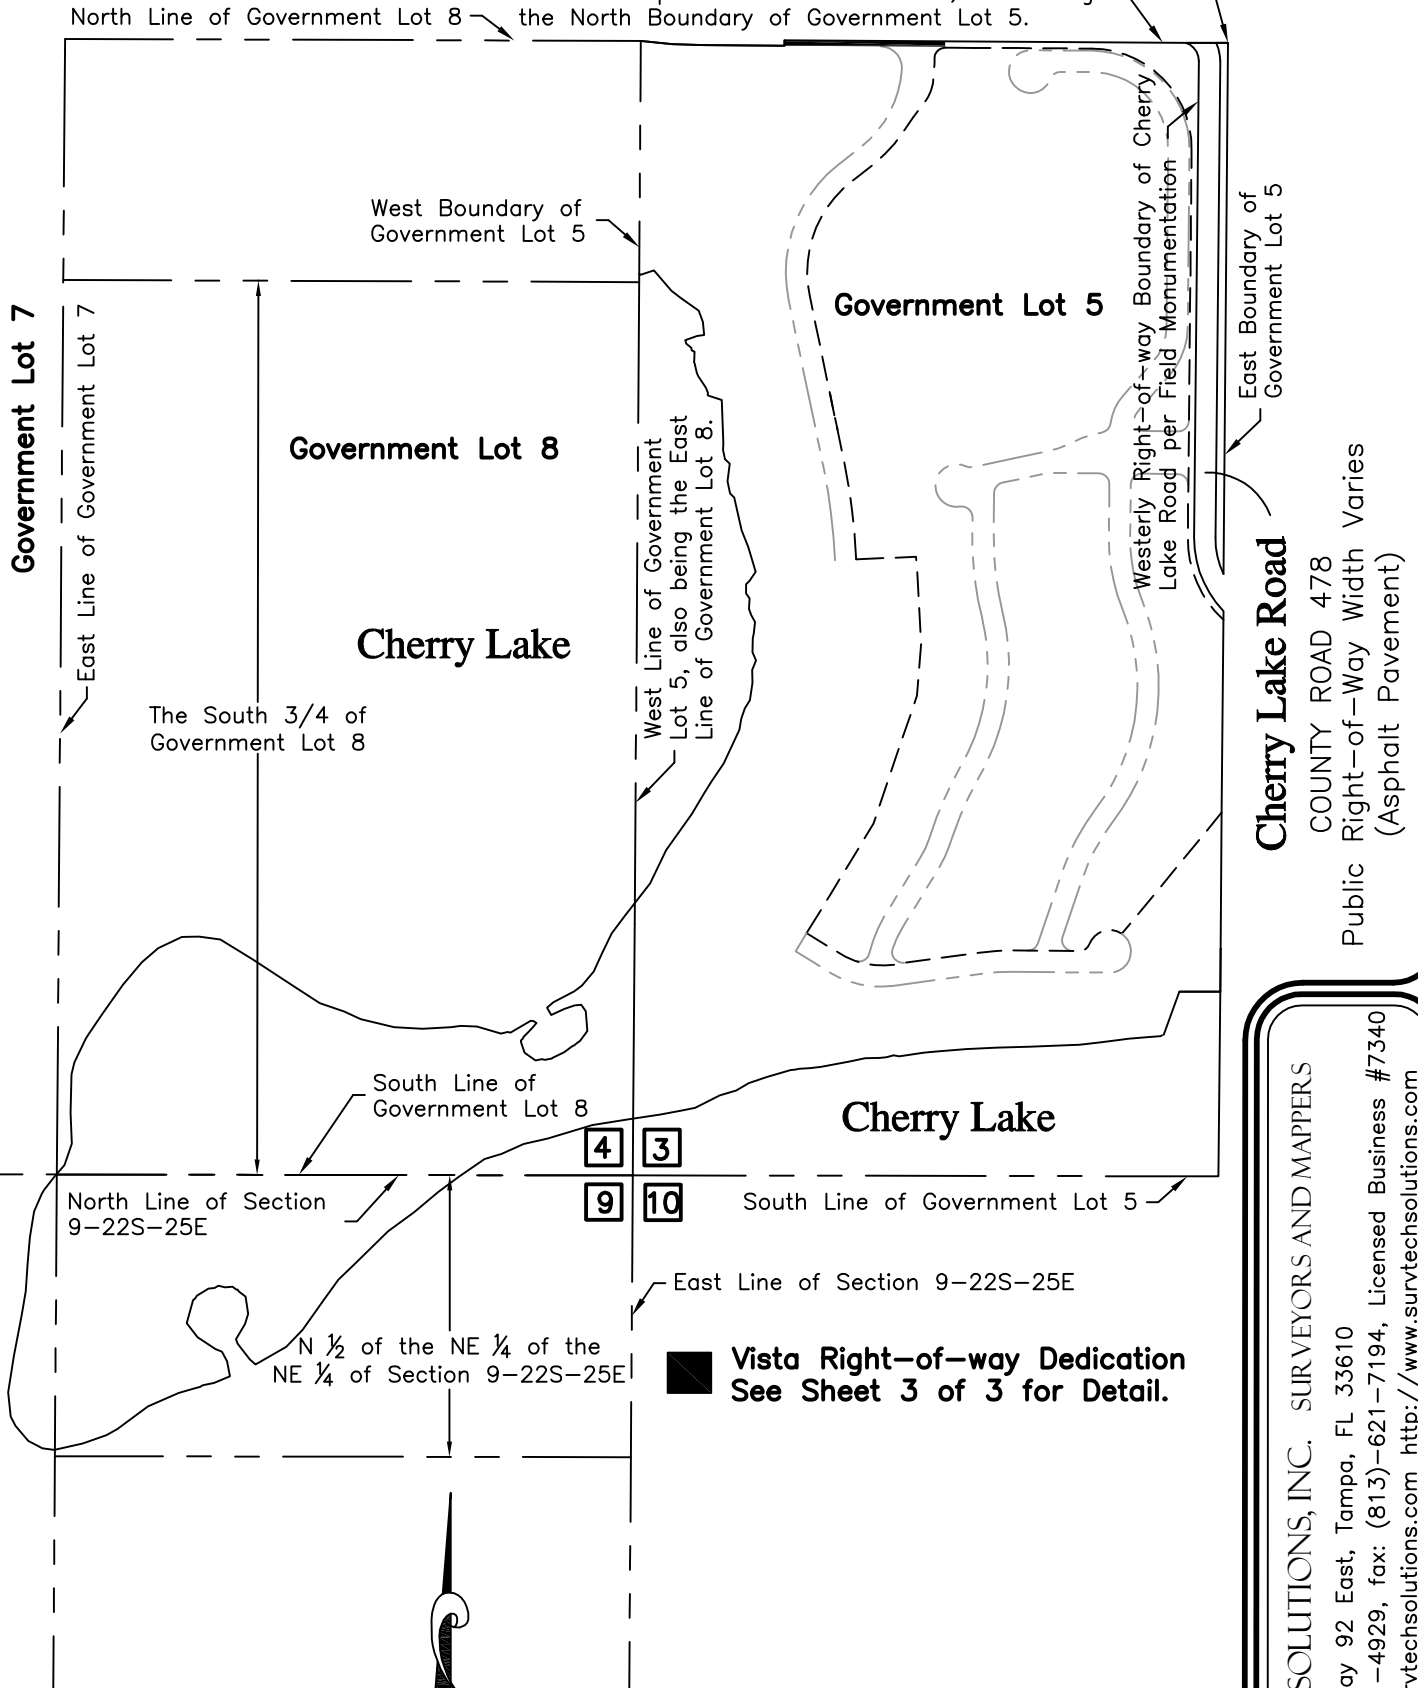 North Line of Government Lot 8
the North Boundary of Government Lot 5.
West Boundary of
Government Lot 5
Government Lot 7
East Line of Government Lot 7
Government Lot 8
Cherry Lake
The South 3/4 of
Government Lot 8
West Line of Government
Lot 5, also being the East
Line of Government Lot 8.
Government Lot 5
Westerly Right-of-way Boundary of Cherry
Lake Road per Field Monumentation
East Boundary of
Government Lot 5
Cherry Lake Road
COUNTY ROAD 478
Public Right-of-Way Width Varies
(Asphalt Pavement)
South Line of
Government Lot 8
Cherry Lake
4 3
9 10
North Line of Section
9-22S-25E
South Line of Government Lot 5
East Line of Section 9-22S-25E
N ½ of the NE ¼ of the
NE ¼ of Section 9-22S-25E
Vista Right-of-way Dedication
See Sheet 3 of 3 for Detail.
SOLUTIONS, INC. SURVEYORS AND MAPPERS
ay 92 East, Tampa, FL 33610
-4929, fax: (813)-621-7194, Licensed Business #7340
rvtechsolutions.com http://www.survtechsolutions.com